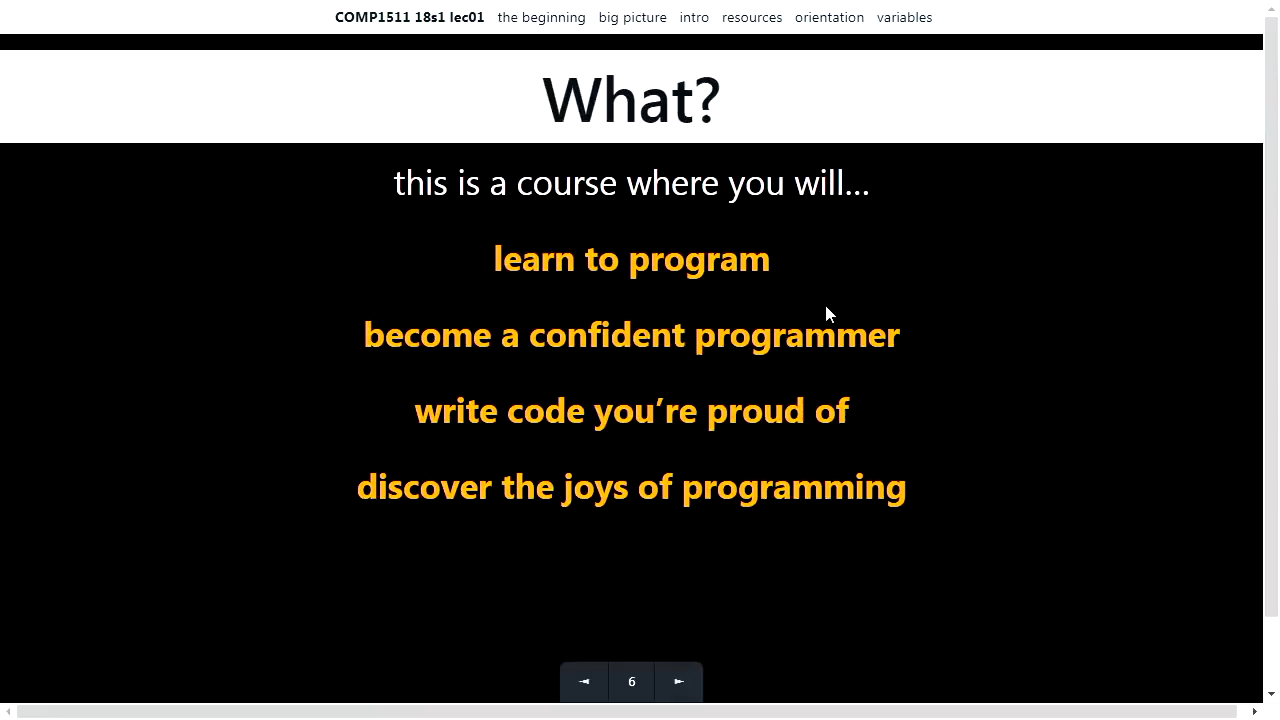 COMP1511 18s1 lec01 the beginning big picture intro resources orientation variables
What?
this is a course where you will...
learn to program
become a confident programmer
write code you’re proud of
discover the joys of programming
6